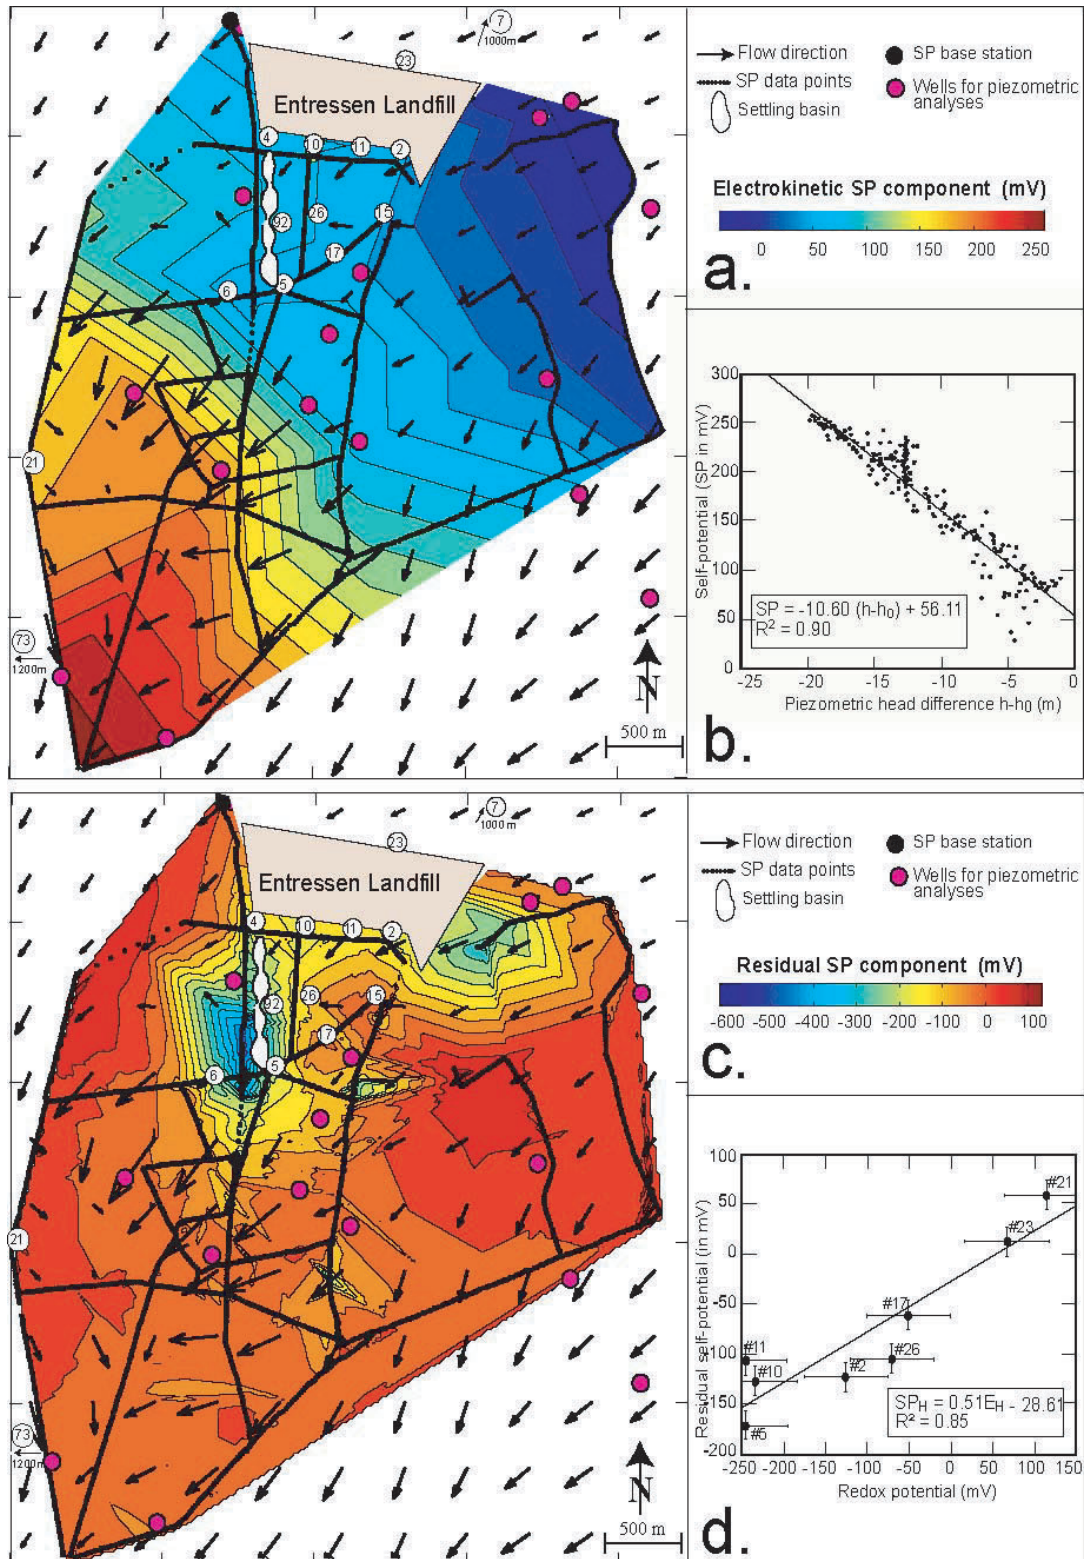 7
1000m
23
Entressen Landfill
4
10
11
2
92
26
15
17
5
6
21
73
1200m
N
500 m
Flow direction
SP base station
SP data points
Wells for piezometric
analyses
Settling basin
Electrokinetic SP component (mV)
0 50 100 150 200 250
a.
300
250
200
150
100
50
0
Self-potential (SP in mV)
SP = -10.60 (h-h0) + 56.11
R² = 0.90
-25 -20 -15 -10 -5 0
Piezometric head difference h-h0 (m)
b.
7
1000m
23
Entressen Landfill
4
10
11
2
92
26
15
17
5
6
21
73
1200m
N
500 m
Flow direction
SP base station
SP data points
Wells for piezometric
analyses
Settling basin
Residual SP component (mV)
-600 -500 -400 -300 -200 -100 0 100
c.
100
50
0
-50
-100
-150
-200
Residual self-potential (in mV)
#21
#23
#17
#26
#11
#10
#2
#5
SPH = 0.51EH - 28.61
R² = 0.85
-250 -200 -150 -100 -50 0 50 100 150
Redox potential (mV)
d.